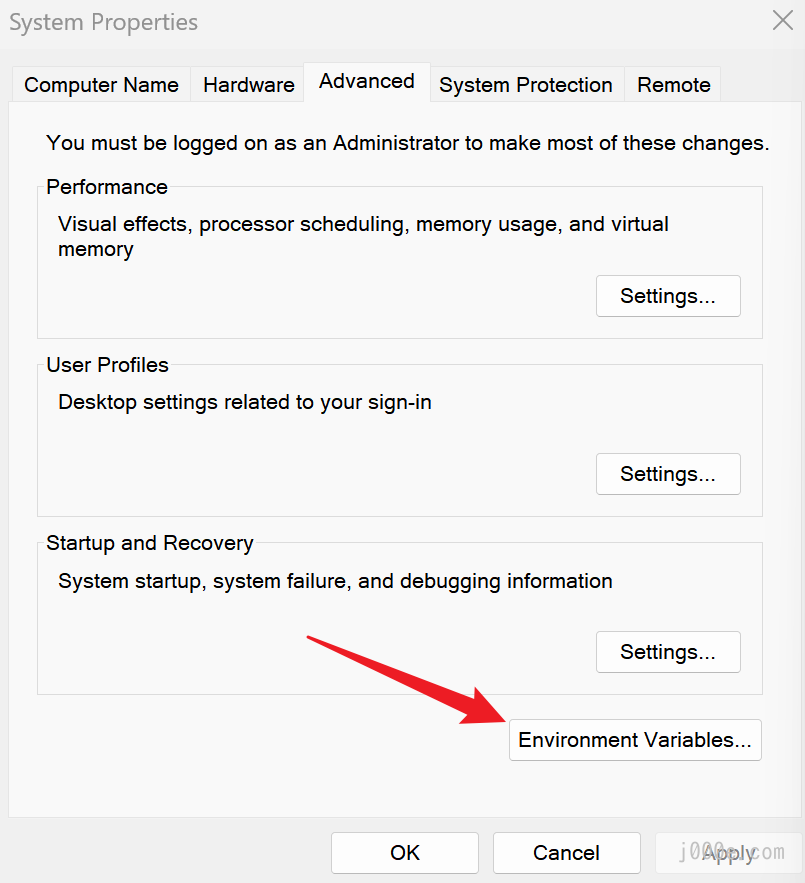 System Properties
Computer Name
Hardware
Advanced
System Protection
Remote
You must be logged on as an Administrator to make most of these changes.
Performance
Visual effects, processor scheduling, memory usage, and virtual
memory
Settings...
User Profiles
Desktop settings related to your sign-in
Settings...
Startup and Recovery
System startup, system failure, and debugging information
Settings...
Environment Variables...
OK
Cancel
Apply